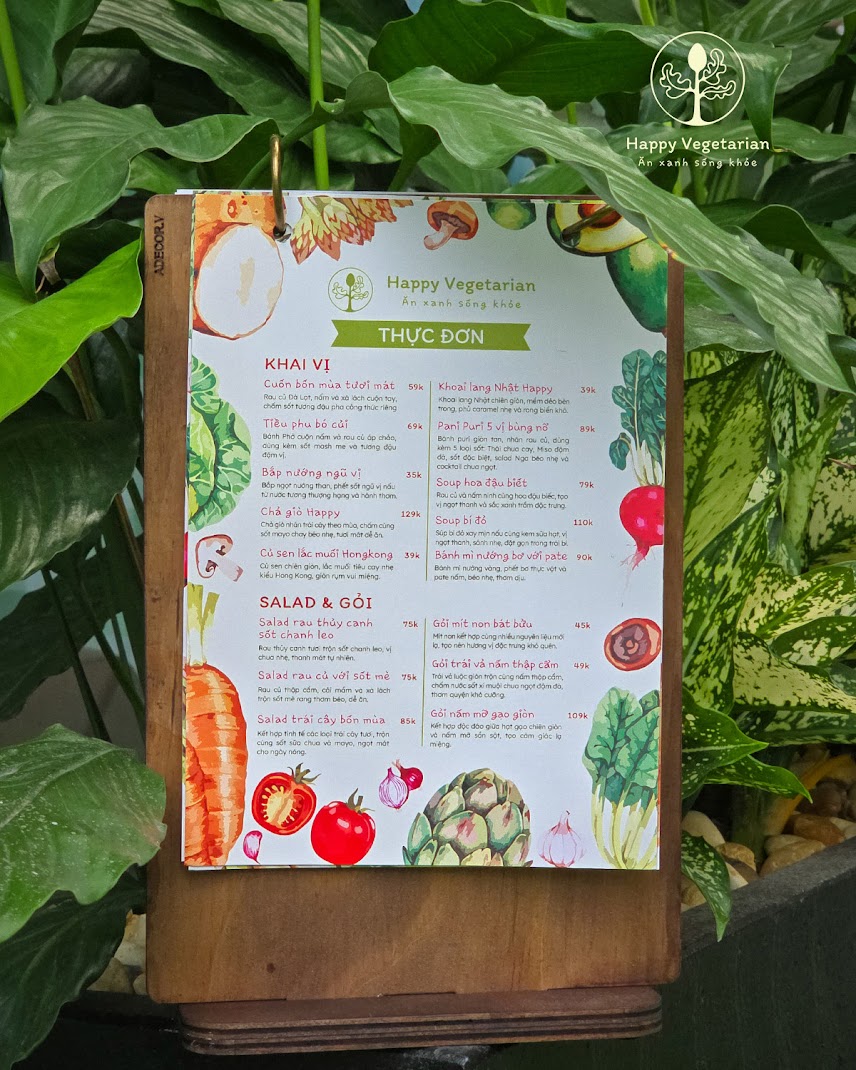 Happy Vegetarian
Ăn xanh sống khỏe
ADECOR.V
Happy Vegetarian
Ăn xanh sống khỏe
THỰC ĐƠN
KHAI VỊ
Cuốn bốn mùa tươi mát 59k
Rau củ Đà Lạt, nấm và xà lách cuộn tay,
chấm sốt tương đậu pha công thức riêng
Tiều phu bó củi 69k
Bánh Phở cuộn nấm và rau củ áp chảo,
dùng kèm sốt mash me và tương đậu
đậm vị.
Bắp nướng ngũ vị 35k
Bắp ngọt nướng than, phết sốt ngũ vị nấu
từ nước tương thượng hạng và hành thơm.
Chả giò Happy 129k
Chả giò nhân trái cây theo mùa, chấm cùng
sốt mayo chay béo nhẹ, tươi mát dễ ăn.
Củ sen lắc muối Hongkong 39k
Củ sen chiên giòn, lắc muối tiêu cay nhẹ
kiểu Hong Kong, giòn rụm vui miệng.
Khoai lang Nhật Happy 39k
Khoai lang Nhật chiên giòn, mềm dẻo bên
trong, phủ caramel nhẹ và rong biển khô.
Pani Puri 5 vị bùng nổ 89k
Bánh puri giòn tan, nhân rau củ, dùng
kèm 5 loại sốt: Thái chua cay, Miso đậm
đà, sốt đặc biệt, salad Nga béo nhẹ và
cocktail chua ngọt.
Soup hoa đậu biết 79k
Rau củ và nấm ninh cùng hoa đậu biếc, tạo
vị ngọt thanh và sắc xanh trầm đặc trưng.
Soup bí đỏ 110k
Súp bí đỏ xay mịn nấu cùng kem sữa hạt, vị
ngọt thanh, sánh nhẹ, đặt gọn trong trái bí.
Bánh mì nướng bơ với pate 90k
Bánh mì nướng vàng, phết bơ thực vật và
pate nấm, béo nhẹ, thơm dịu.
SALAD & GỎI
Salad rau thủy canh 75k
sốt chanh leo
Rau thủy canh tươi trộn sốt chanh leo, vị
chua nhẹ, thanh mát tự nhiên.
Salad rau củ với sốt mè 75k
Rau củ thập cẩm, cải mầm và xà lách
trộn sốt mè rang thơm béo, dễ ăn.
Salad trái cây bốn mùa 85k
Kết hợp tinh tế các loại trái cây tươi, trộn
cùng sốt sữa chua và mayo, ngọt mát
cho ngày nóng.
Gỏi mít non bát bửu 45k
Mít non kết hợp cùng nhiều nguyên liệu mới
lạ, tạo nên hương vị độc trưng khó quên.
Gỏi trái vả nấm thập cẩm 49k
Trái vả luộc giòn trộn cùng nấm thập cẩm,
chấm nước sốt xí muội chua ngọt đậm đà,
tham quyện khó cưỡng.
Gỏi nấm mỡ gạo giòn 109k
Kết hợp độc đáo giữa hạt gạo chiên giòn
và nấm mỡ sần sật, tạo cảm giác lạ
miệng.